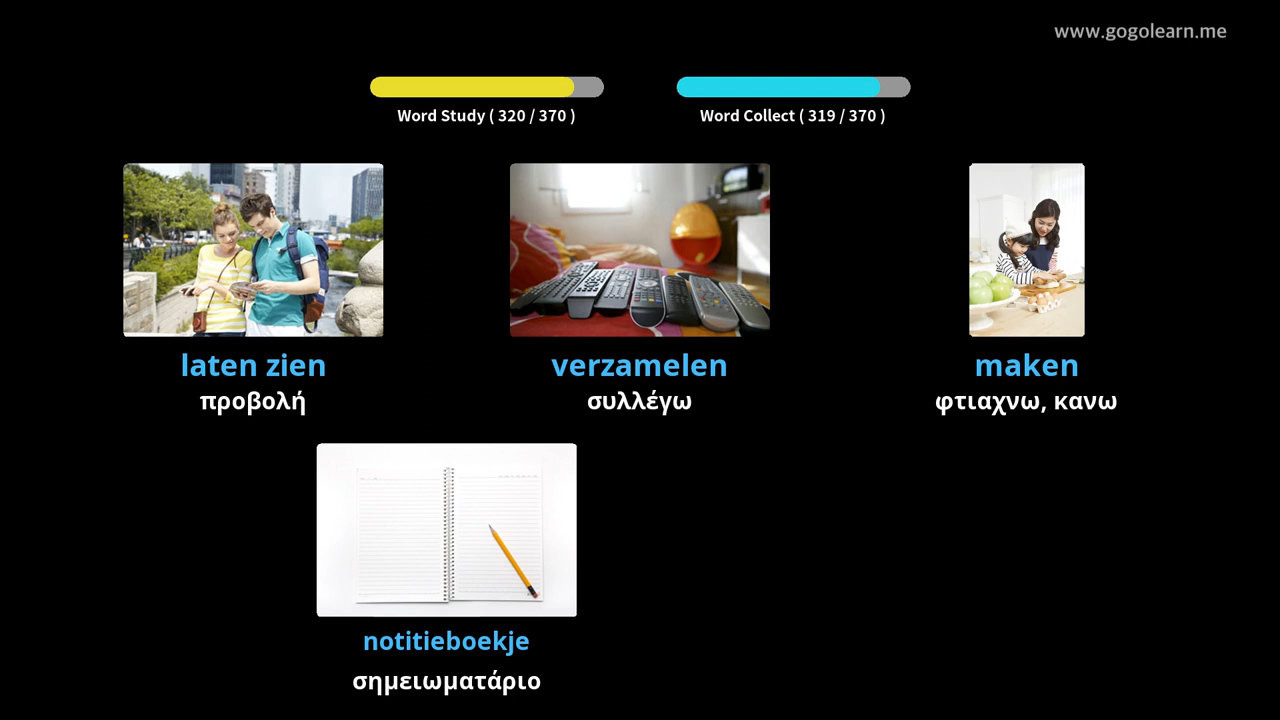 www.gogolearn.me
Word Study ( 320 / 370 )
Word Collect ( 319 / 370 )
laten zien
προβολή
verzamelen
συλλέγω
maken
φτιαχνω, κανω
notitieboekje
σημειωματάριο